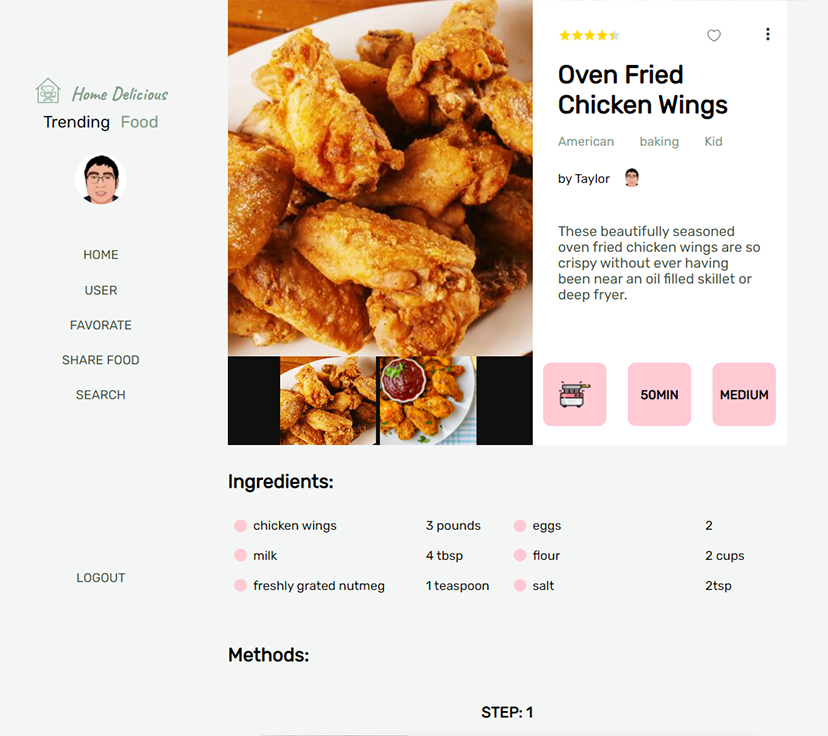 Home Delicious
Trending Food
HOME
USER
FAVORATE
SHARE FOOD
SEARCH
LOGOUT
Oven Fried
Chicken Wings
American baking Kid
by Taylor
These beautifully seasoned
oven fried chicken wings are so
crispy without ever having
been near an oil filled skillet or
deep fryer.
50MIN
MEDIUM
Ingredients:
chicken wings 3 pounds eggs 2
milk 4 tbsp flour 2 cups
freshly grated nutmeg 1 teaspoon salt 2tsp
Methods:
STEP: 1